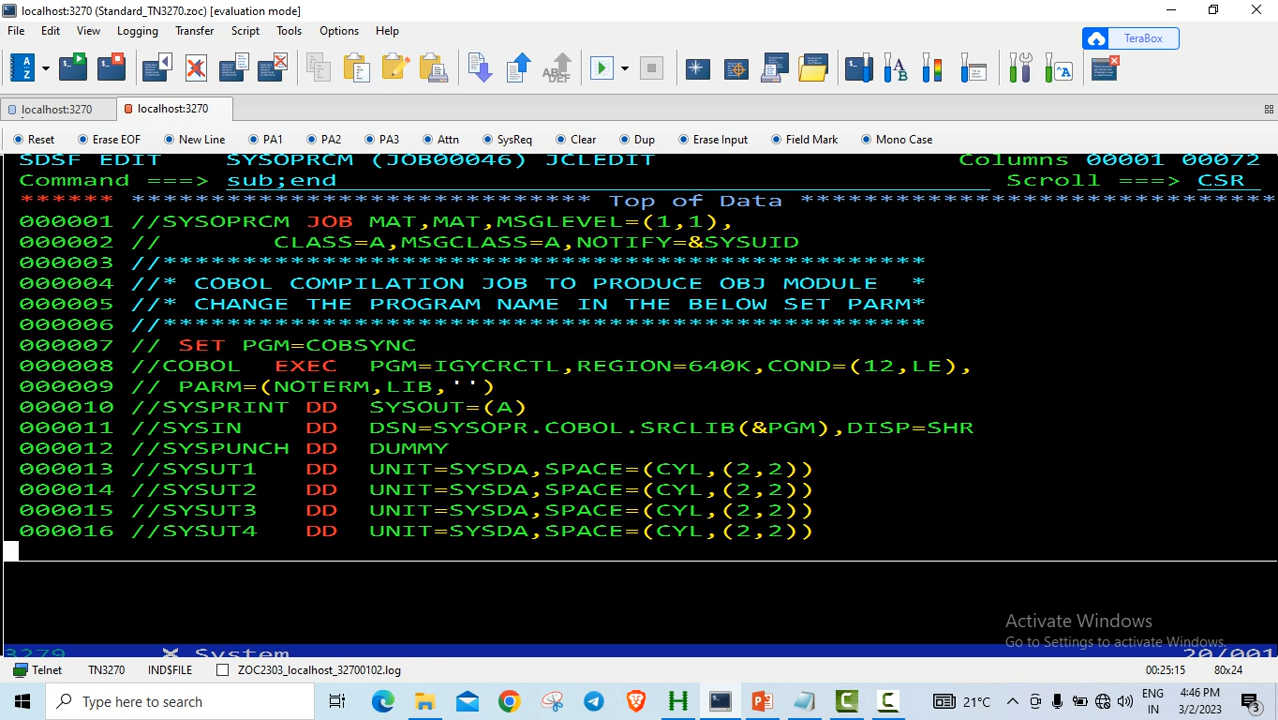 localhost:3270 (Standard_TN3270.zoc) [evaluation mode]
File Edit View Logging Transfer Script Tools Options Help
TeraBox
localhost:3270 localhost:3270
Reset Erase EOF New Line PA1 PA2 PA3 Attn SysReq Clear Dup Erase Input Field Mark Mono Case
SDSF EDIT SYSOPRCM (JOB00046) JCLEDIT Columns 00001 00072
Command ===> sub;end Scroll ===> CSR
****** *************************** Top of Data ******************************
000001 //SYSOPRCM JOB MAT,MAT,MSGLEVEL=(1,1),
000002 // CLASS=A,MSGCLASS=A,NOTIFY=&SYSUID
000003 //************************************************
000004 //* COBOL COMPILATION JOB TO PRODUCE OBJ MODULE *
000005 //* CHANGE THE PROGRAM NAME IN THE BELOW SET PARM*
000006 //************************************************
000007 // SET PGM=COBSYNC
000008 //COBOL EXEC PGM=IGYCRCTL,REGION=640K,COND=(12,LE),
000009 // PARM=(NOTERM,LIB,'')
000010 //SYSPRINT DD SYSOUT=(A)
000011 //SYSIN DD DSN=SYSOPR.COBOL.SRCLIB(&PGM),DISP=SHR
000012 //SYSPUNCH DD DUMMY
000013 //SYSUT1 DD UNIT=SYSDA,SPACE=(CYL,(2,2))
000014 //SYSUT2 DD UNIT=SYSDA,SPACE=(CYL,(2,2))
000015 //SYSUT3 DD UNIT=SYSDA,SPACE=(CYL,(2,2))
000016 //SYSUT4 DD UNIT=SYSDA,SPACE=(CYL,(2,2))
Activate Windows
Go to Settings to activate Windows.
3279 X System 20/001
Telnet TN3270 IND$FILE ZOC2303_localhost_32700102.log 00:25:15 80x24
Type here to search 21°C ENG 4:46 PM
IN 3/2/2023 3